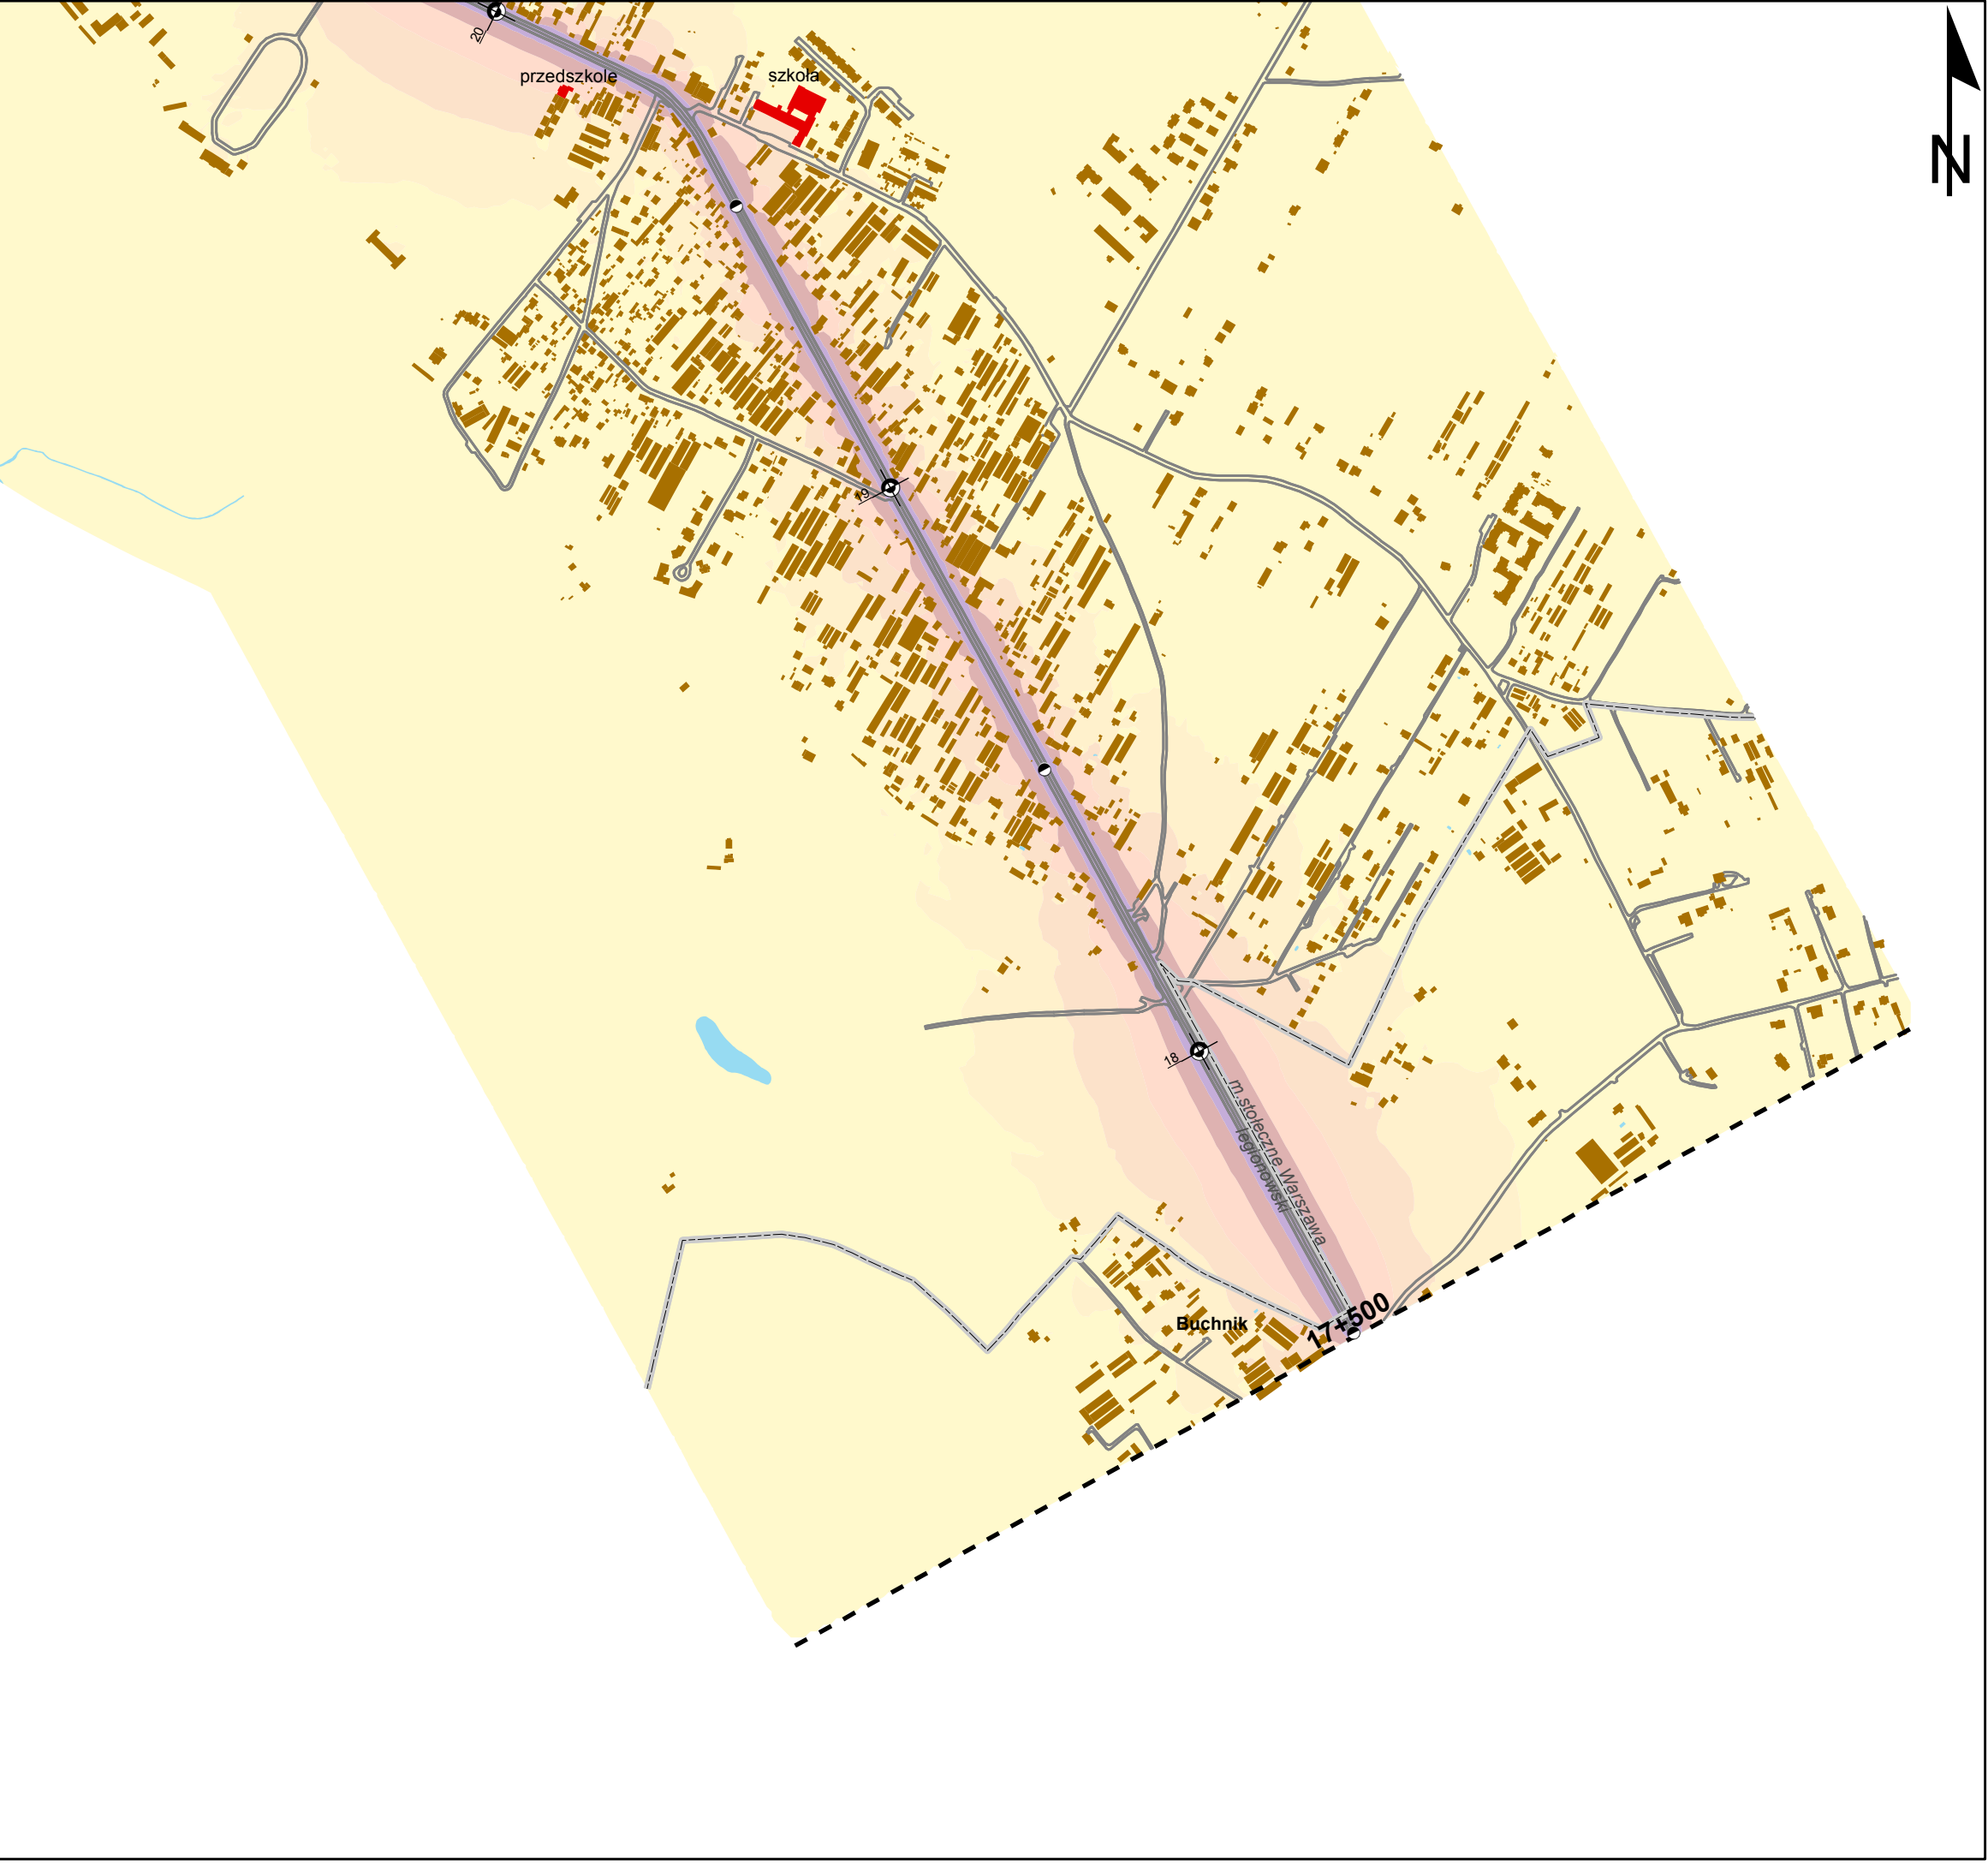 20
przedszkole
szkoła
N
19
18
m.stołeczne Warszawa
legionowski
Buchnik
17+500